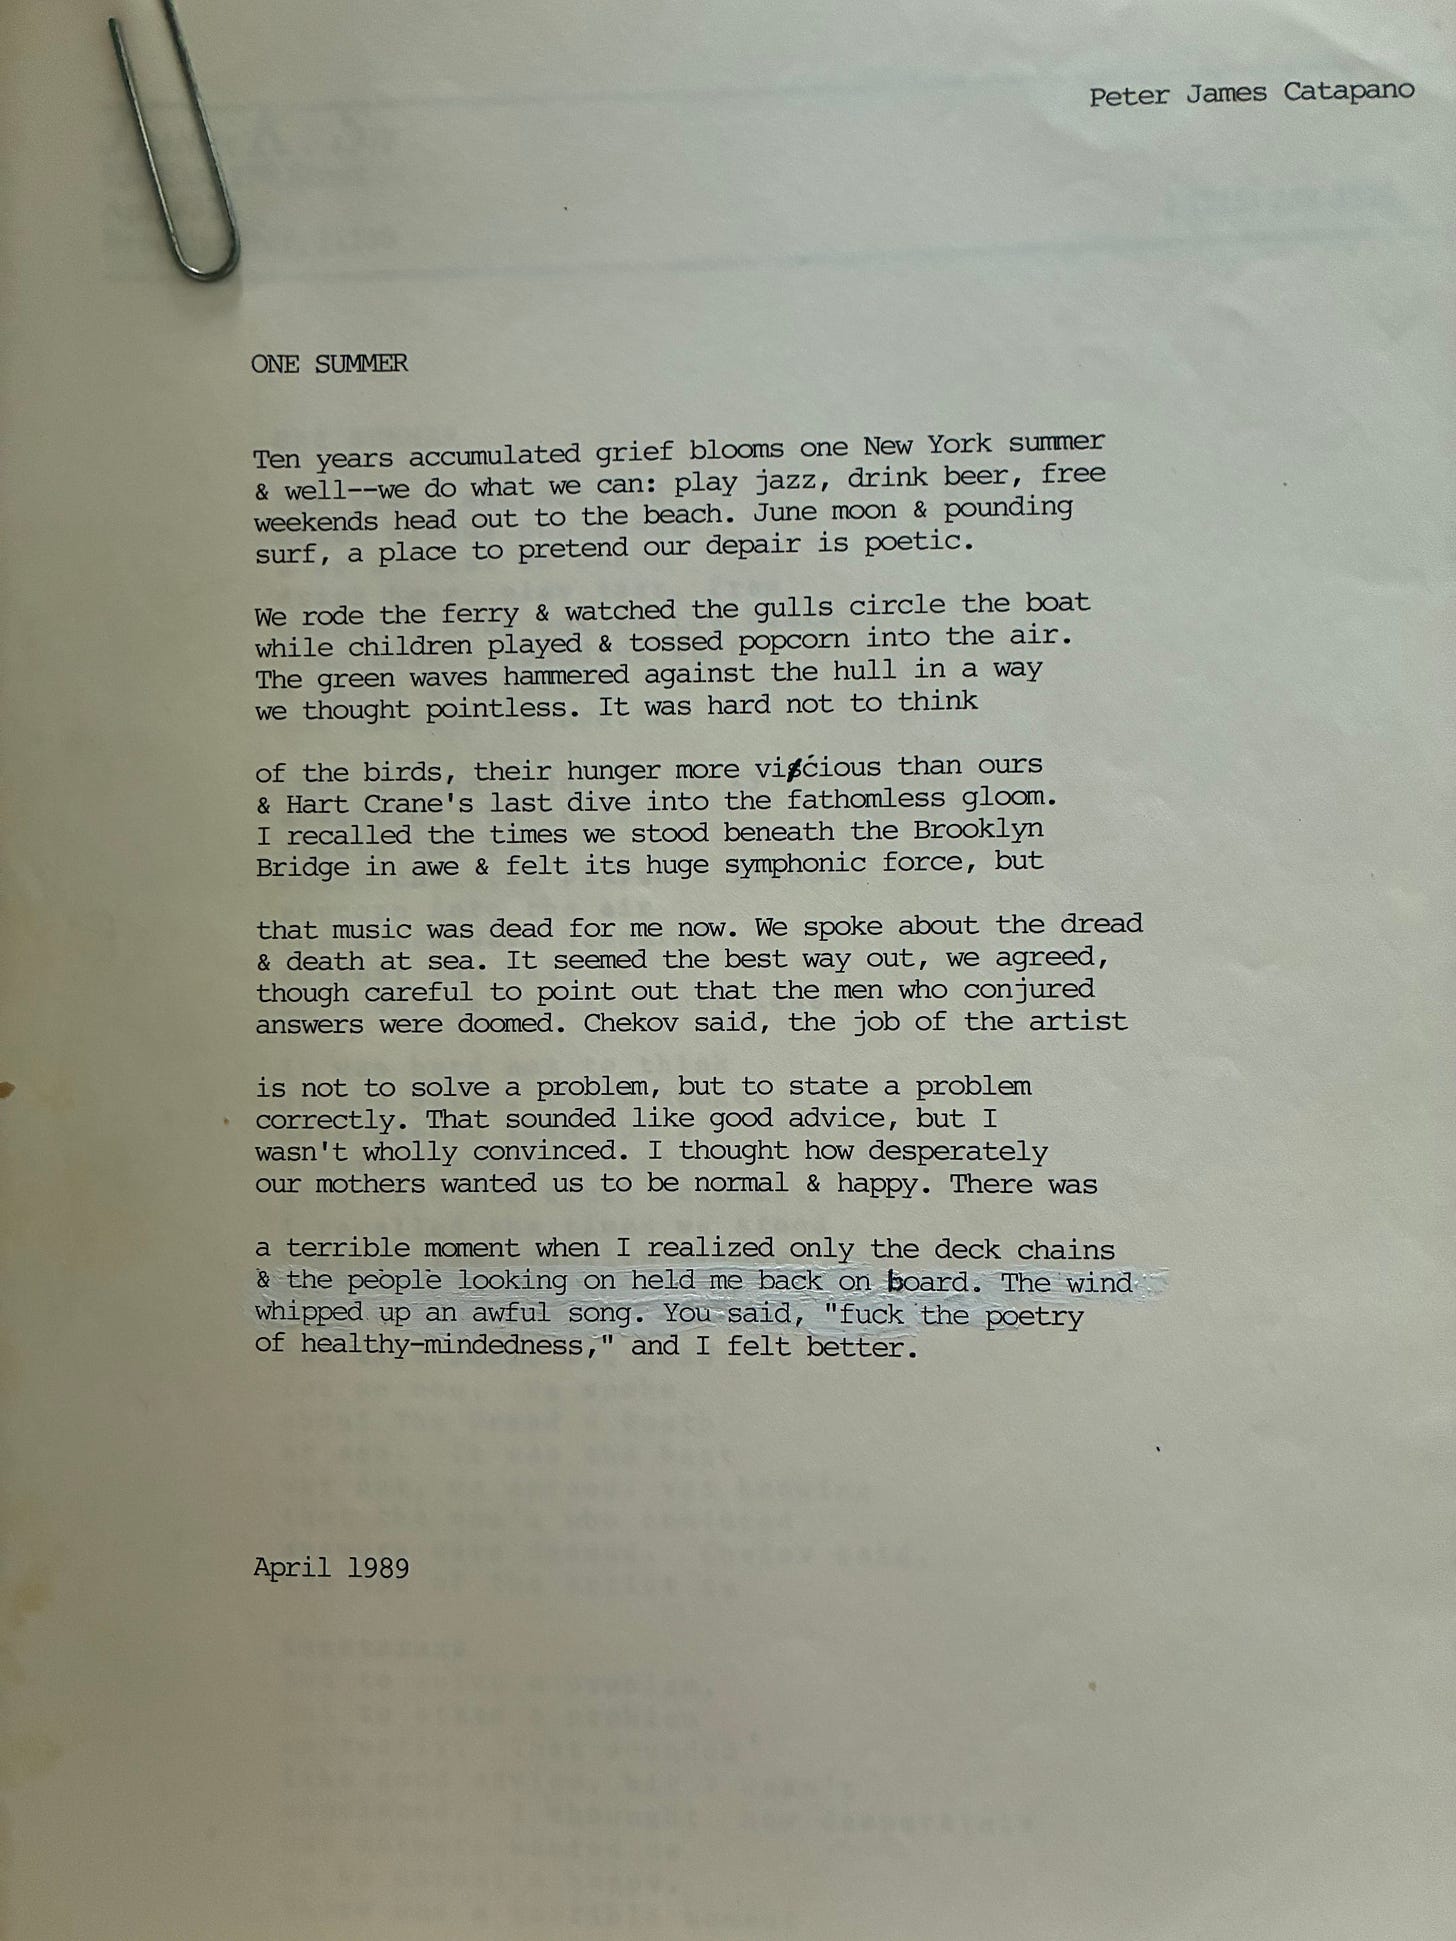 Peter James Catapano
ONE SUMMER
Ten years accumulated grief blooms one New York summer
& well--we do what we can: play jazz, drink beer, free
weekends head out to the beach. June moon & pounding
surf, a place to pretend our depair is poetic.
We rode the ferry & watched the gulls circle the boat
while children played & tossed popcorn into the air.
The green waves hammered against the hull in a way
we thought pointless. It was hard not to think
of the birds, their hunger more vicious than ours
& Hart Crane's last dive into the fathomless gloom.
I recalled the times we stood beneath the Brooklyn
Bridge in awe & felt its huge symphonic force, but
that music was dead for me now. We spoke about the dread
& death at sea. It seemed the best way out, we agreed,
though careful to point out that the men who conjured
answers were doomed. Chekov said, the job of the artist
is not to solve a problem, but to state a problem
correctly. That sounded like good advice, but I
wasn't wholly convinced. I thought how desperately
our mothers wanted us to be normal & happy. There was
a terrible moment when I realized only the deck chains
& the people looking on held me back on board. The wind
whipped up an awful song. You said, "fuck the poetry
of healthy-mindedness," and I felt better.
April 1989